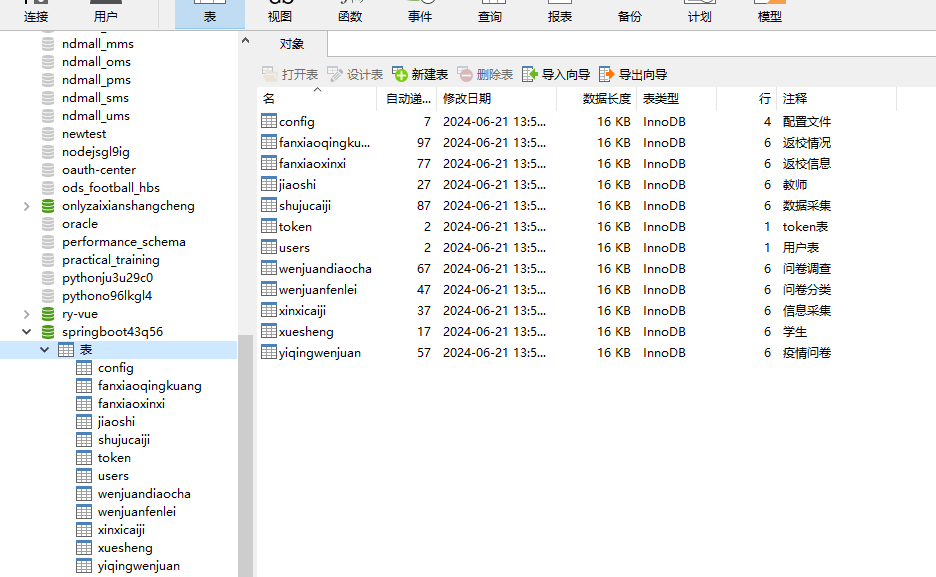 连接 用户 表 视图 函数 事件 查询 报表 备份 计划 模型
ndmall_mms
ndmall_oms
ndmall_pms
ndmall_sms
ndmall_ums
newtest
nodejsgl9ig
oauth-center
ods_football_hbs
onlyzaixianshangcheng
oracle
performance_schema
practical_training
pythonju3u29c0
pythono96lkgl4
ry-vue
springboot43q56
表
config
fanxiaoqingkuang
fanxiaoxinxi
jiaoshi
shujucaiji
token
users
wenjuandiaocha
wenjuanfenlei
xinxicaiji
xuesheng
yiqingwenjuan
对象
打开表 设计表 新建表 删除表 导入向导 导出向导
名 自动递... 修改日期 数据长度 表类型 行 注释
config 7 2024-06-21 13:5... 16 KB InnoDB 4 配置文件
fanxiaoqingku... 97 2024-06-21 13:5... 16 KB InnoDB 6 返校情况
fanxiaoxinxi 77 2024-06-21 13:5... 16 KB InnoDB 6 返校信息
jiaoshi 27 2024-06-21 13:5... 16 KB InnoDB 6 教师
shujucaiji 87 2024-06-21 13:5... 16 KB InnoDB 6 数据采集
token 2 2024-06-21 13:5... 16 KB InnoDB 1 token表
users 2 2024-06-21 13:5... 16 KB InnoDB 1 用户表
wenjuandiaocha 67 2024-06-21 13:5... 16 KB InnoDB 6 问卷调查
wenjuanfenlei 47 2024-06-21 13:5... 16 KB InnoDB 6 问卷分类
xinxicaiji 37 2024-06-21 13:5... 16 KB InnoDB 6 信息采集
xuesheng 17 2024-06-21 13:5... 16 KB InnoDB 6 学生
yiqingwenjuan 57 2024-06-21 13:5... 16 KB InnoDB 6 疫情问卷